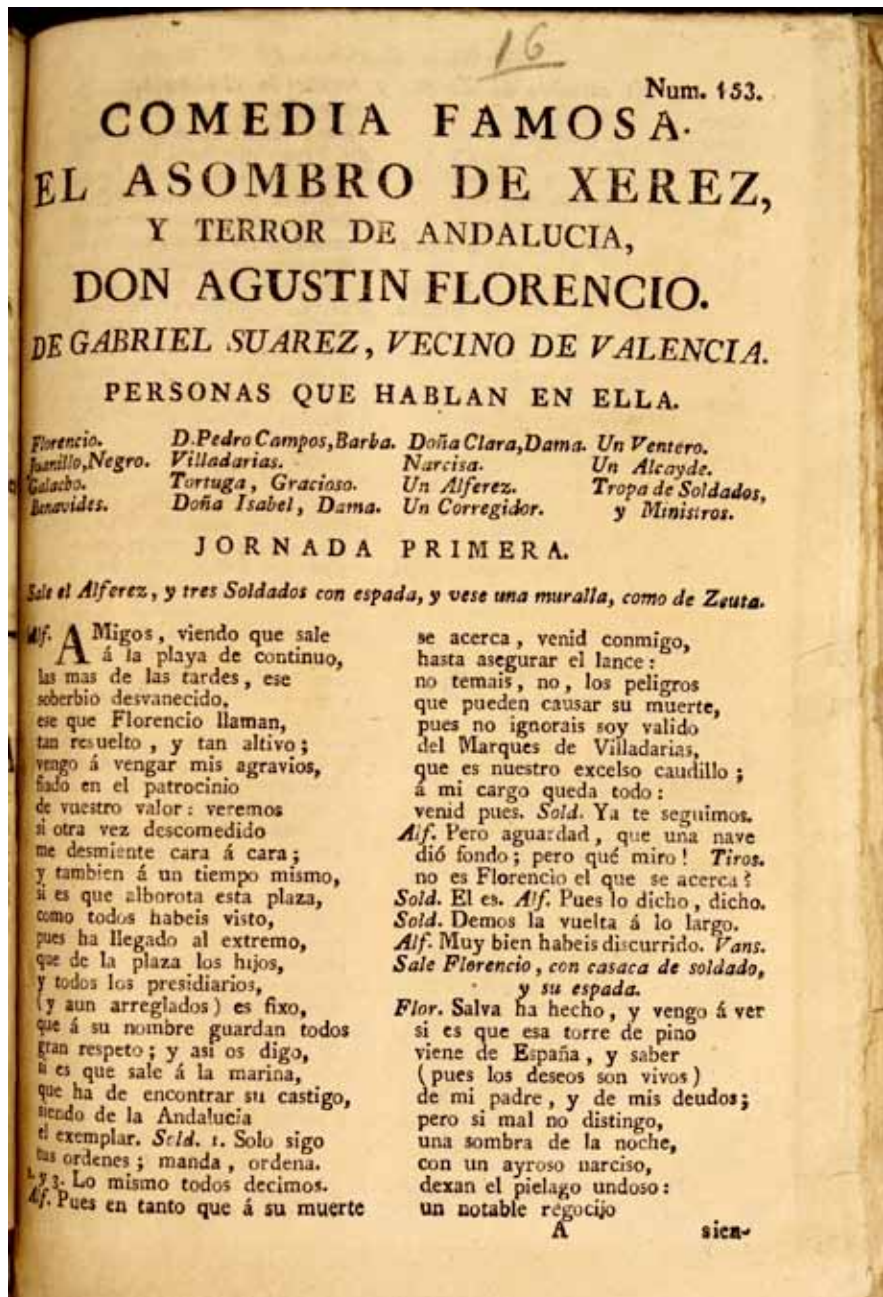 16
Num. 153.
COMEDIA FAMOSA.
EL ASOMBRO DE XEREZ,
Y TERROR DE ANDALUCIA,
DON AGUSTIN FLORENCIO.
DE GABRIEL SUAREZ, VECINO DE VALENCIA.
PERSONAS QUE HABLAN EN ELLA.
Florencio. D. Pedro Campos, Barba. Doña Clara, Dama. Un Ventero.
Juanillo, Negro. Villadarias. Narcisa. Un Alcayde.
Galacho. Tortuga, Gracioso. Un Alferez. Tropa de Soldados,
Benavides. Doña Isabel, Dama. Un Corregidor. y Ministros.
JORNADA PRIMERA.
Sale el Alferez, y tres Soldados con espada, y vese una muralla, como de Zeuta.
Alf. AMigos, viendo que sale
á la playa de continuo,
las mas de las tardes, ese
soberbio desvanecido,
ese que Florencio llaman,
tan resuelto, y tan altivo;
vengo á vengar mis agravios,
fiado en el patrocinio
de vuestro valor: veremos
si otra vez descomedido
me desmiente cara á cara;
y tambien á un tiempo mismo,
si es que alborota esta plaza,
como todos habeis visto,
pues ha llegado al extremo,
que de la plaza los hijos,
y todos los presidiarios,
(y aun arreglados) es fixo,
que á su nombre guardan todos
gran respeto; y asi os digo,
si es que sale á la marina,
que ha de encontrar su castigo,
siendo de la Andalucia
el exemplar. Sold. 1. Solo sigo
tus ordenes; manda, ordena.
2. y 3. Lo mismo todos decimos.
Alf. Pues en tanto que á su muerte
se acerca, venid conmigo,
hasta asegurar el lance:
no temais, no, los peligros
que pueden causar su muerte,
pues no ignorais soy valido
del Marques de Villadarias,
que es nuestro excelso caudillo;
á mi cargo queda todo:
venid pues. Sold. Ya te seguimos.
Alf. Pero aguardad, que una nave
dió fondo; pero qué miro! Tiros.
no es Florencio el que se acerca?
Sold. El es. Alf. Pues lo dicho, dicho.
Sold. Demos la vuelta á lo largo.
Alf. Muy bien habeis discurrido. Vans.
Sale Florencio, con casaca de soldado,
y su espada.
Flor. Salva ha hecho, y vengo á ver
si es que esa torre de pino
viene de España, y saber
(pues los deseos son vivos)
de mi padre, y de mis deudos;
pero si mal no distingo,
una sombra de la noche,
con un ayroso narciso,
dexan el pielago undoso:
un notable regocijo
A sien-